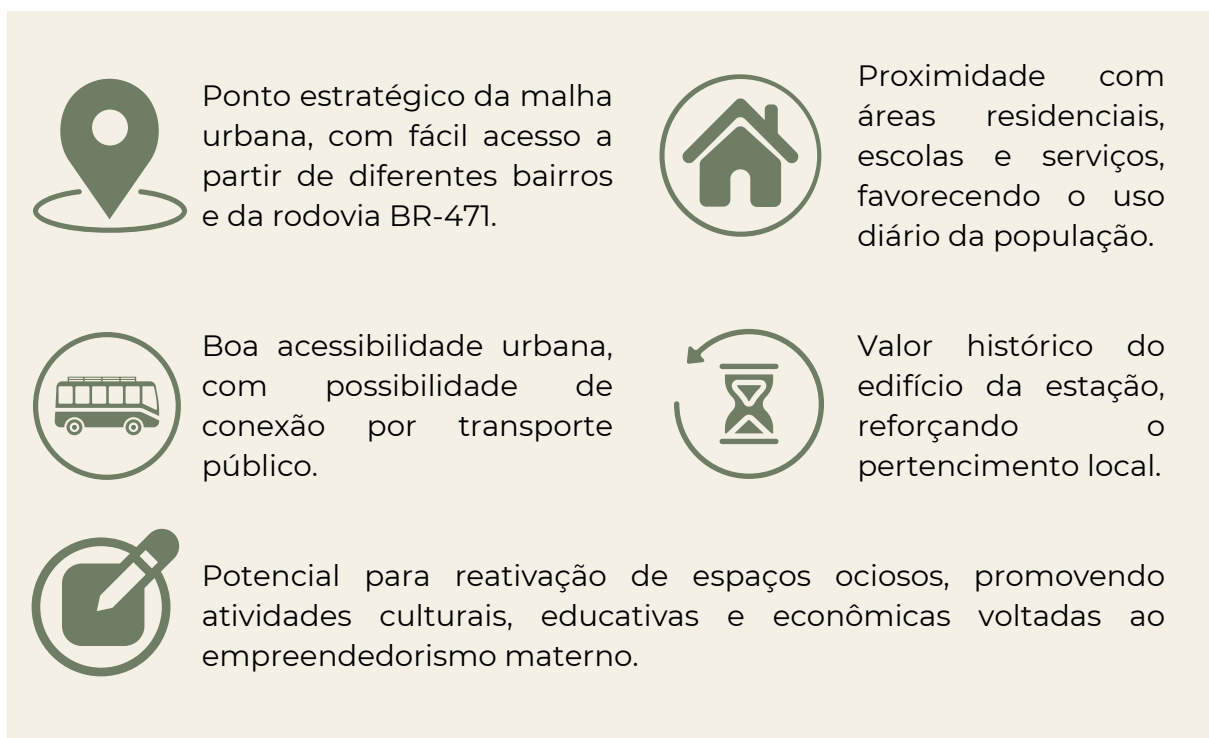 Ponto estratégico da malha
urbana, com fácil acesso a
partir de diferentes bairros
e da rodovia BR-471.
Proximidade com
áreas residenciais,
escolas e serviços,
favorecendo o uso
diário da população.
Boa acessibilidade urbana,
com possibilidade de
conexão por transporte
público.
Valor histórico do
edifício da estação,
reforçando o
pertencimento local.
Potencial para reativação de espaços ociosos, promovendo
atividades culturais, educativas e econômicas voltadas ao
empreendedorismo materno.